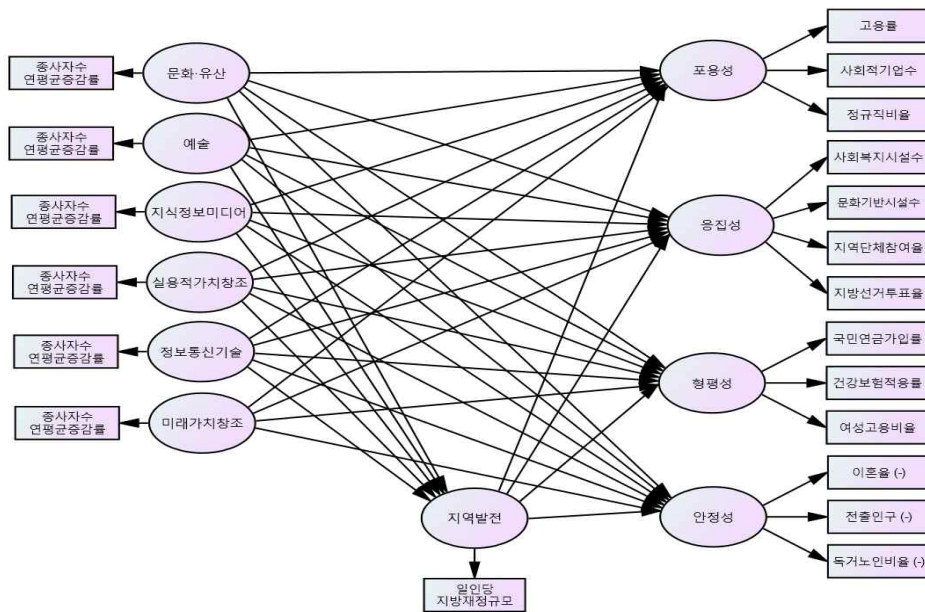 종사자수
연평균증감률
문화·유산
종사자수
연평균증감률
예술
종사자수
연평균증감률
지식정보미디어
종사자수
연평균증감률
실용적가치창조
종사자수
연평균증감률
정보통신기술
종사자수
연평균증감률
미래가치창조
지역발전
일인당
지방재정규모
포용성
고용률
사회적기업수
정규직비율
응집성
사회복지시설수
문화기반시설수
지역단체참여율
지방선거투표율
형평성
국민연금가입률
건강보험적용률
여성고용비율
안정성
이혼율 (-)
전출인구 (-)
독거노인비율 (-)